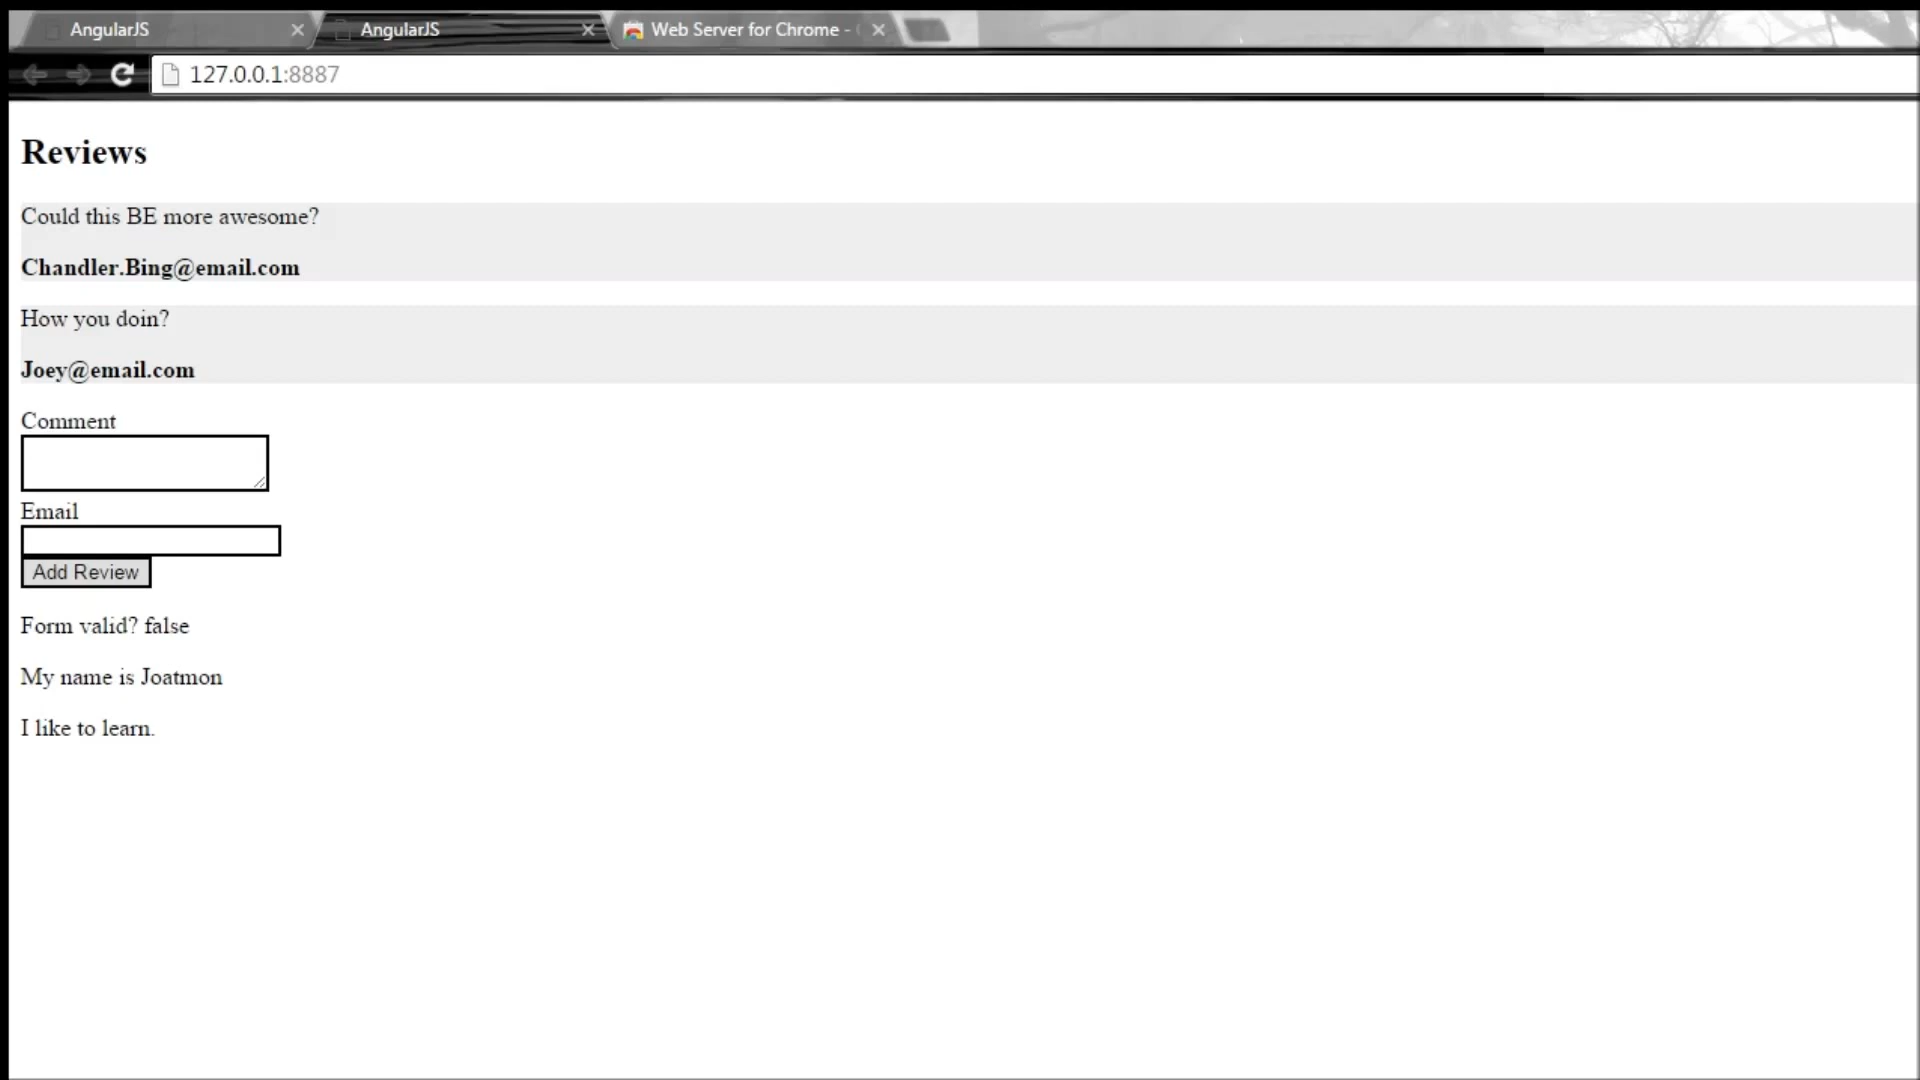 AngularJS
AngularJS
Web Server for Chrome -
127.0.0.1:8887
Reviews
Could this BE more awesome?
Chandler.Bing@email.com
How you doin?
Joey@email.com
Comment
Email
Add Review
Form valid? false
My name is Joatmon
I like to learn.